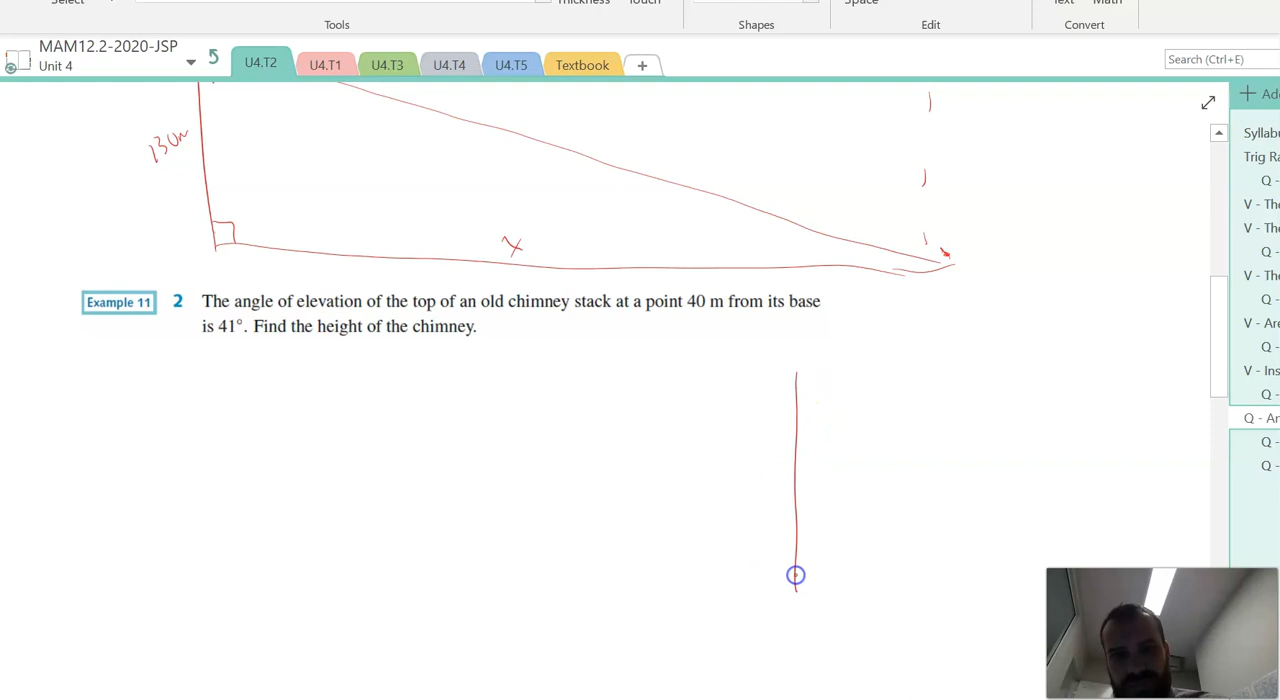 Select
Thickness
Touch
Space
Text
Math
Tools
Shapes
Edit
Convert
MAM12.2-2020-JSP
Unit 4
U4.T2
U4.T1
U4.T3
U4.T4
U4.T5
Textbook
+
Search (Ctrl+E)
Add
Syllab
Trig Ra
Q -
V - The
V - The
Q -
V - The
Q -
V - Are
Q -
V - Ins
Q -
Q - An
Q -
Q -
130m
x
Example 11 2 The angle of elevation of the top of an old chimney stack at a point 40 m from its base
is 41°. Find the height of the chimney.